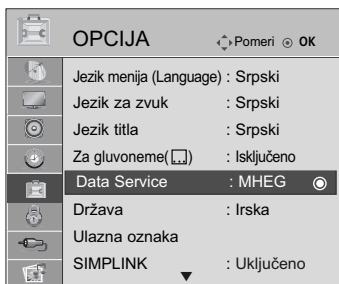 OPCIJA Pomeri OK
Jezik menija (Language) : Srpski
Jezik za zvuk : Srpski
Jezik titla : Srpski
Za gluvoneme(...) : Isključeno
Data Service : MHEG
Država : Irska
Ulazna oznaka
SIMPLINK : Uključeno